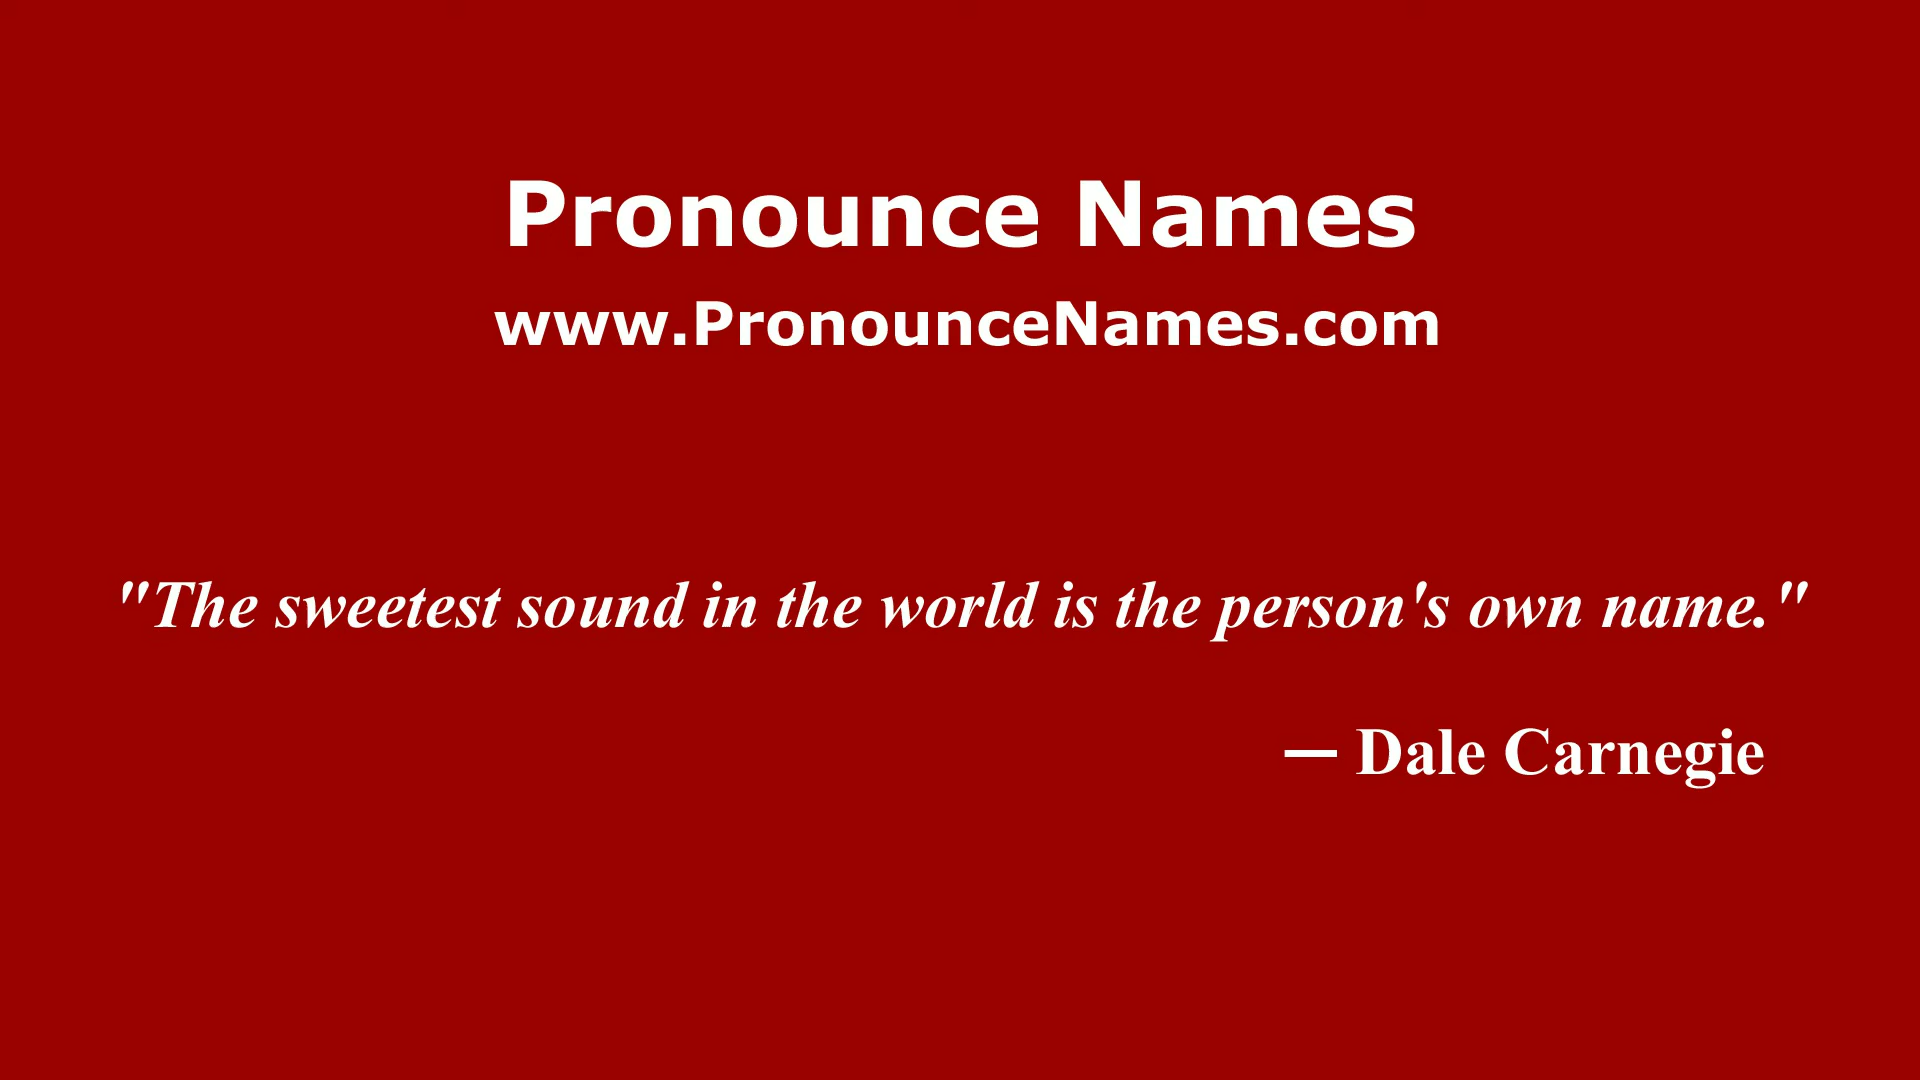 Pronounce Names
www.PronounceNames.com
"The sweetest sound in the world is the person's own name."
— Dale Carnegie